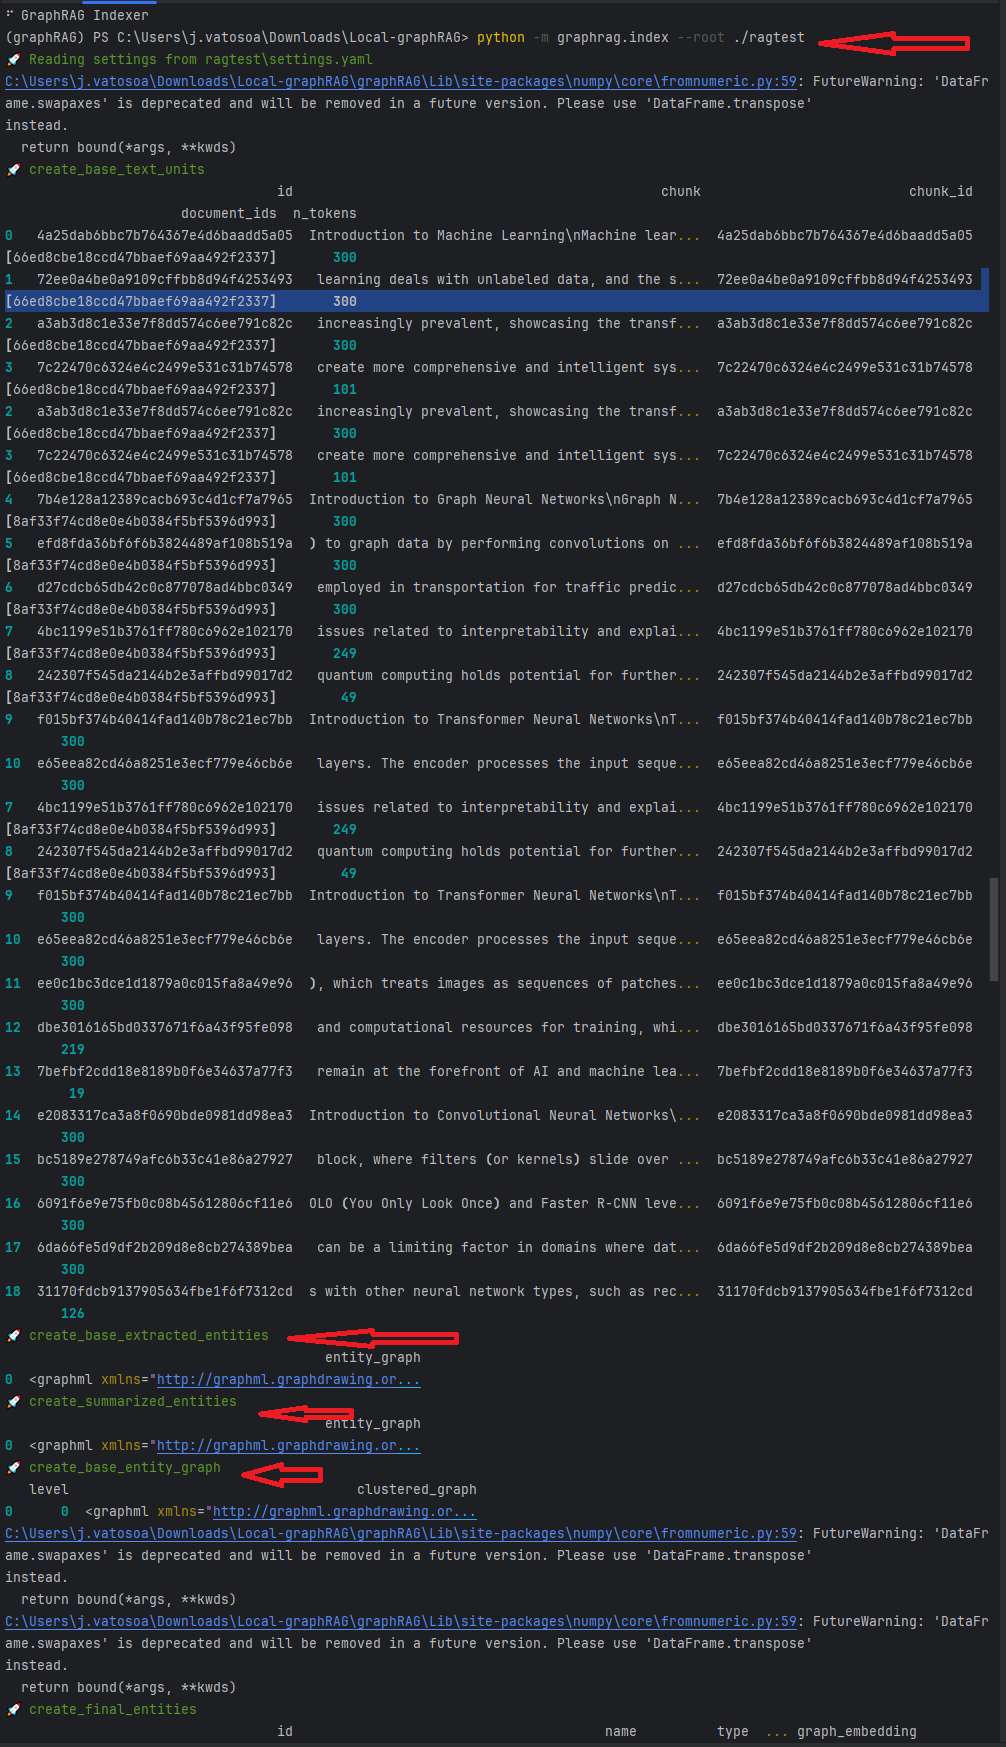 GraphRAG Indexer
(graphRAG) PS C:\Users\j.vatosoa\Downloads\Local-graphRAG> python -m graphrag.index --root ./ragtest
🚀 Reading settings from ragtest\settings.yaml
C:\Users\j.vatosoa\Downloads\Local-graphRAG\graphRAG\Lib\site-packages\numpy\core\fromnumeric.py:59: FutureWarning: 'DataFr
ame.swapaxes' is deprecated and will be removed in a future version. Please use 'DataFrame.transpose'
instead.
return bound(*args, **kwds)
🚀 create_base_text_units
id chunk chunk_id
document_ids n_tokens
0 4a25dab6bbc7b764367e4d6baadd5a05 Introduction to Machine Learning\nMachine lear... 4a25dab6bbc7b764367e4d6baadd5a05
[66ed8cbe18ccd47bbaef69aa492f2337] 300
1 72ee0a4be0a9109cffbb8d94f4253493 learning deals with unlabeled data, and the s... 72ee0a4be0a9109cffbb8d94f4253493
[66ed8cbe18ccd47bbaef69aa492f2337] 300
2 a3ab3d8c1e33e7f8dd574c6ee791c82c increasingly prevalent, showcasing the transf... a3ab3d8c1e33e7f8dd574c6ee791c82c
[66ed8cbe18ccd47bbaef69aa492f2337] 300
3 7c22470c6324e4c2499e531c31b74578 create more comprehensive and intelligent sys... 7c22470c6324e4c2499e531c31b74578
[66ed8cbe18ccd47bbaef69aa492f2337] 101
2 a3ab3d8c1e33e7f8dd574c6ee791c82c increasingly prevalent, showcasing the transf... a3ab3d8c1e33e7f8dd574c6ee791c82c
[66ed8cbe18ccd47bbaef69aa492f2337] 300
3 7c22470c6324e4c2499e531c31b74578 create more comprehensive and intelligent sys... 7c22470c6324e4c2499e531c31b74578
[66ed8cbe18ccd47bbaef69aa492f2337] 101
4 7b4e128a12389cacb693c4d1cf7a7965 Introduction to Graph Neural Networks\nGraph N... 7b4e128a12389cacb693c4d1cf7a7965
[8af33f74cd8e0e4b0384f5bf5396d993] 300
5 efd8fda36bf6f6b3824489af108b519a ) to graph data by performing convolutions on ... efd8fda36bf6f6b3824489af108b519a
[8af33f74cd8e0e4b0384f5bf5396d993] 300
6 d27cdcb65db42c0c877078ad4bbc0349 employed in transportation for traffic predic... d27cdcb65db42c0c877078ad4bbc0349
[8af33f74cd8e0e4b0384f5bf5396d993] 300
7 4bc1199e51b3761ff780c6962e102170 issues related to interpretability and explai... 4bc1199e51b3761ff780c6962e102170
[8af33f74cd8e0e4b0384f5bf5396d993] 249
8 242307f545da2144b2e3affbd99017d2 quantum computing holds potential for further... 242307f545da2144b2e3affbd99017d2
[8af33f74cd8e0e4b0384f5bf5396d993] 49
9 f015bf374b40414fad140b78c21ec7bb Introduction to Transformer Neural Networks\nT... f015bf374b40414fad140b78c21ec7bb
300
10 e65eea82cd46a8251e3ecf779e46cb6e layers. The encoder processes the input seque... e65eea82cd46a8251e3ecf779e46cb6e
300
7 4bc1199e51b3761ff780c6962e102170 issues related to interpretability and explai... 4bc1199e51b3761ff780c6962e102170
[8af33f74cd8e0e4b0384f5bf5396d993] 249
8 242307f545da2144b2e3affbd99017d2 quantum computing holds potential for further... 242307f545da2144b2e3affbd99017d2
[8af33f74cd8e0e4b0384f5bf5396d993] 49
9 f015bf374b40414fad140b78c21ec7bb Introduction to Transformer Neural Networks\nT... f015bf374b40414fad140b78c21ec7bb
300
10 e65eea82cd46a8251e3ecf779e46cb6e layers. The encoder processes the input seque... e65eea82cd46a8251e3ecf779e46cb6e
300
11 ee0c1bc3dce1d1879a0c015fa8a49e96 ), which treats images as sequences of patches... ee0c1bc3dce1d1879a0c015fa8a49e96
300
12 dbe3016165bd0337671f6a43f95fe098 and computational resources for training, whi... dbe3016165bd0337671f6a43f95fe098
219
13 7befbf2cdd18e8189b0f6e34637a77f3 remain at the forefront of AI and machine lea... 7befbf2cdd18e8189b0f6e34637a77f3
19
14 e2083317ca3a8f0690bde0981dd98ea3 Introduction to Convolutional Neural Networks\... e2083317ca3a8f0690bde0981dd98ea3
300
15 bc5189e278749afc6b33c41e86a27927 block, where filters (or kernels) slide over ... bc5189e278749afc6b33c41e86a27927
300
16 6091f6e9e75fb0c08b45612806cf11e6 OLO (You Only Look Once) and Faster R-CNN leve... 6091f6e9e75fb0c08b45612806cf11e6
300
17 6da66fe5d9df2b209d8e8cb274389bea can be a limiting factor in domains where dat... 6da66fe5d9df2b209d8e8cb274389bea
300
18 31170fdcb9137905634fbe1f6f7312cd s with other neural network types, such as rec... 31170fdcb9137905634fbe1f6f7312cd
126
🚀 create_base_extracted_entities
entity_graph
0 <graphml xmlns="http://graphml.graphdrawing.or...
🚀 create_summarized_entities
entity_graph
0 <graphml xmlns="http://graphml.graphdrawing.or...
🚀 create_base_entity_graph
level clustered_graph
0 0 <graphml xmlns="http://graphml.graphdrawing.or...
C:\Users\j.vatosoa\Downloads\Local-graphRAG\graphRAG\Lib\site-packages\numpy\core\fromnumeric.py:59: FutureWarning: 'DataFr
ame.swapaxes' is deprecated and will be removed in a future version. Please use 'DataFrame.transpose'
instead.
return bound(*args, **kwds)
C:\Users\j.vatosoa\Downloads\Local-graphRAG\graphRAG\Lib\site-packages\numpy\core\fromnumeric.py:59: FutureWarning: 'DataFr
ame.swapaxes' is deprecated and will be removed in a future version. Please use 'DataFrame.transpose'
instead.
return bound(*args, **kwds)
🚀 create_final_entities
id name type ... graph_embedding